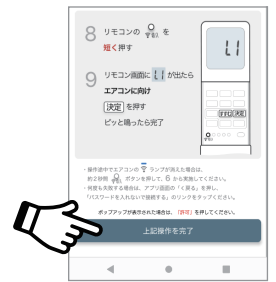 8 リモコンの を
短く押す
9 リモコン画面に が出たら
エアコンに向け
決定 を押す
ピッと鳴ったら完了
すすむ/決定
・操作途中でエアコンの ランプが消えた場合は、
約2秒間 ボタンを押して、6 から実施してください。
・何度も失敗する場合は、アプリ画面の「く戻る」を押し、
「パスワードを入れないで接続する」のリンクをタップください。
ポップアップが表示された場合は、「許可」を押してください。
上記操作を完了